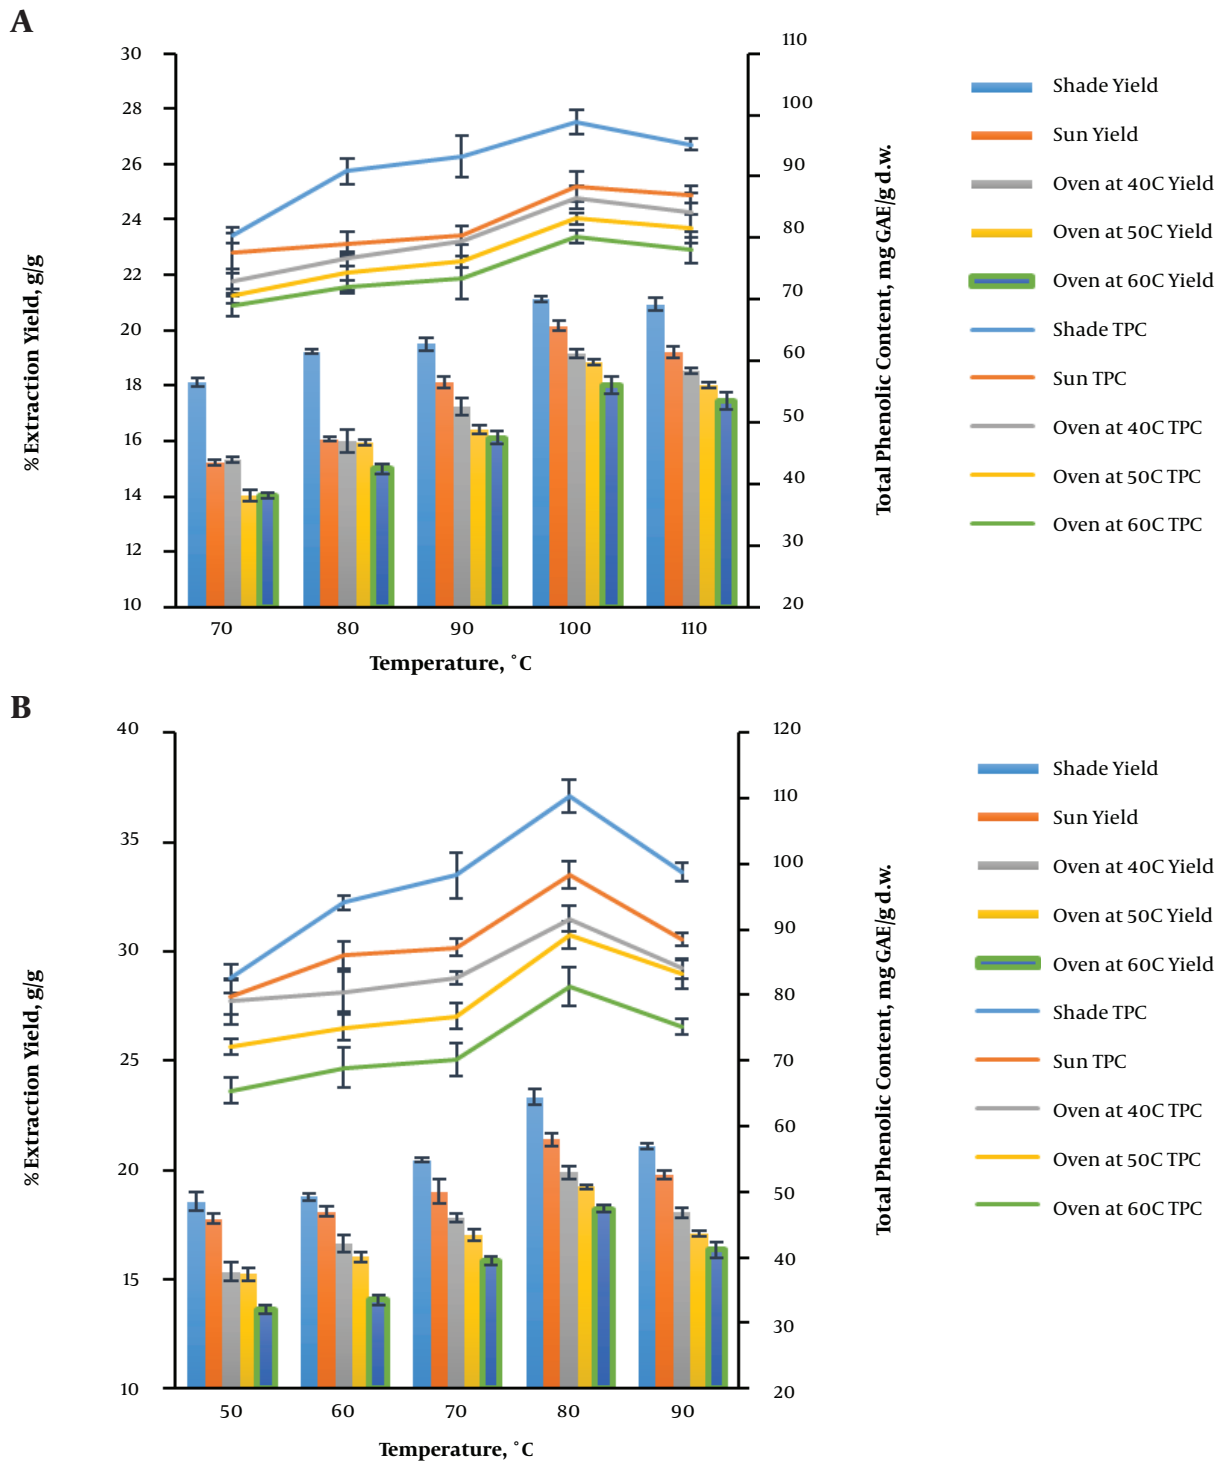 A
30
28
26
24
22
20
18
16
14
12
10
%Extraction Yield, g/g
110
100
90
80
70
60
50
40
30
20
Total Phenolic Content, mg GAE/g d.w.
70 80 90 100 110
Temperature, ˚C
Shade Yield
Sun Yield
Oven at 40C Yield
Oven at 50C Yield
Oven at 60C Yield
Shade TPC
Sun TPC
Oven at 40C TPC
Oven at 50C TPC
Oven at 60C TPC
B
40
35
30
25
20
15
10
%Extraction Yield, g/g
120
110
100
90
80
70
60
50
40
30
20
Total Phenolic Content, mg GAE/g d.w.
50 60 70 80 90
Temperature, ˚C
Shade Yield
Sun Yield
Oven at 40C Yield
Oven at 50C Yield
Oven at 60C Yield
Shade TPC
Sun TPC
Oven at 40C TPC
Oven at 50C TPC
Oven at 60C TPC